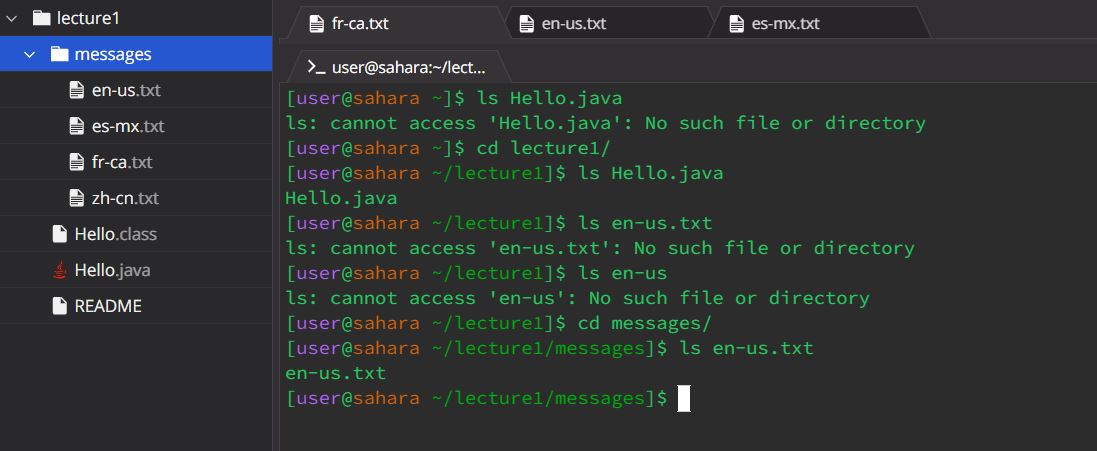 lecture1
messages
en-us.txt
es-mx.txt
fr-ca.txt
zh-cn.txt
Hello.class
Hello.java
README
fr-ca.txt
en-us.txt
es-mx.txt
user@sahara:~/lect...
[user@sahara ~]$ ls Hello.java
ls: cannot access 'Hello.java': No such file or directory
[user@sahara ~]$ cd lecture1/
[user@sahara ~/lecture1]$ ls Hello.java
Hello.java
[user@sahara ~/lecture1]$ ls en-us.txt
ls: cannot access 'en-us.txt': No such file or directory
[user@sahara ~/lecture1]$ ls en-us
ls: cannot access 'en-us': No such file or directory
[user@sahara ~/lecture1]$ cd messages/
[user@sahara ~/lecture1/messages]$ ls en-us.txt
en-us.txt
[user@sahara ~/lecture1/messages]$